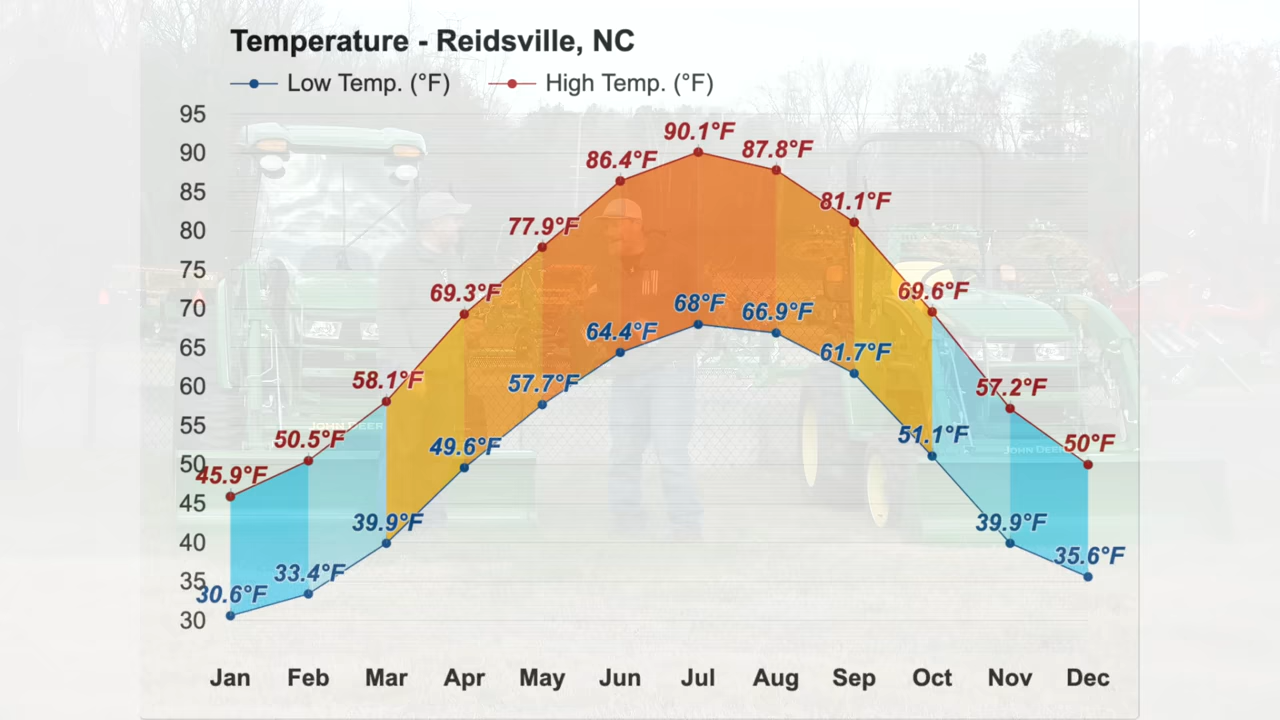 Temperature - Reidsville, NC
Low Temp. (°F) High Temp. (°F)
95
90.1°F
90
87.8°F
86.4°F
85
81.1°F
80
77.9°F
75
69.3°F
69.6°F
70
68°F
66.9°F
64.4°F
65
61.7°F
60
58.1°F
57.7°F
57.2°F
55
JOHN DEERE
50.5°F
49.6°F
51.1°F
50°F
JOHN DEERE
50
45.9°F
45
39.9°F
39.9°F
40
35.6°F
35
33.4°F
30.6°F
30
Jan Feb Mar Apr May Jun Jul Aug Sep Oct Nov Dec